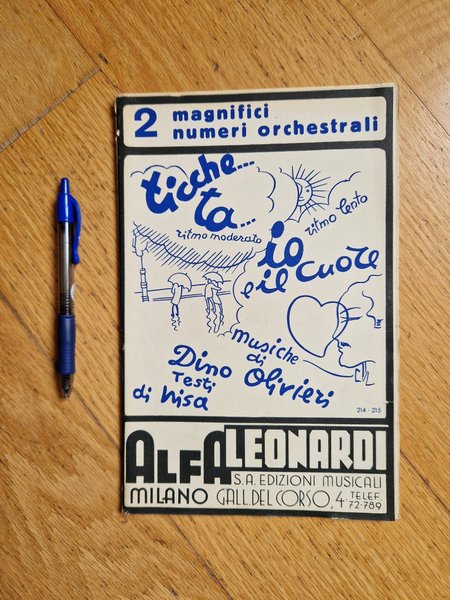 2 magnifici
numeri orchestrali
ticche...
ta...
ritmo moderato
ritmo lento
io
e il cuore
musiche
di
Dino Olivieri
Testi
di Nisa
214-215
ALFA LEONARDI
S.A. EDIZIONI MUSICALI
MILANO GALL. DEL CORSO, 4 TELEF.
72-789